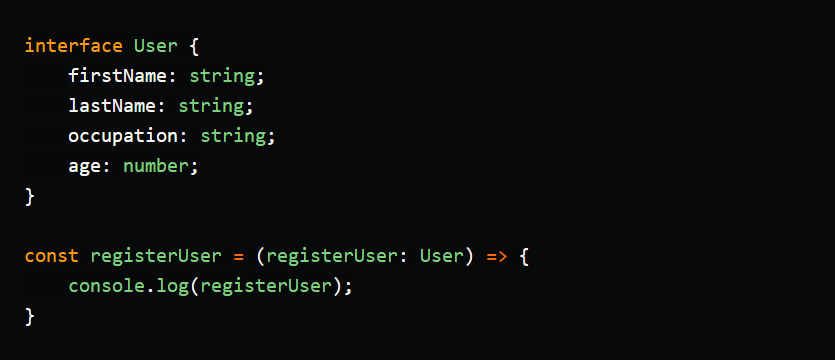 interface User {
    firstName: string;
    lastName: string;
    occupation: string;
    age: number;
}

const registerUser = (registerUser: User) => {
    console.log(registerUser);
}